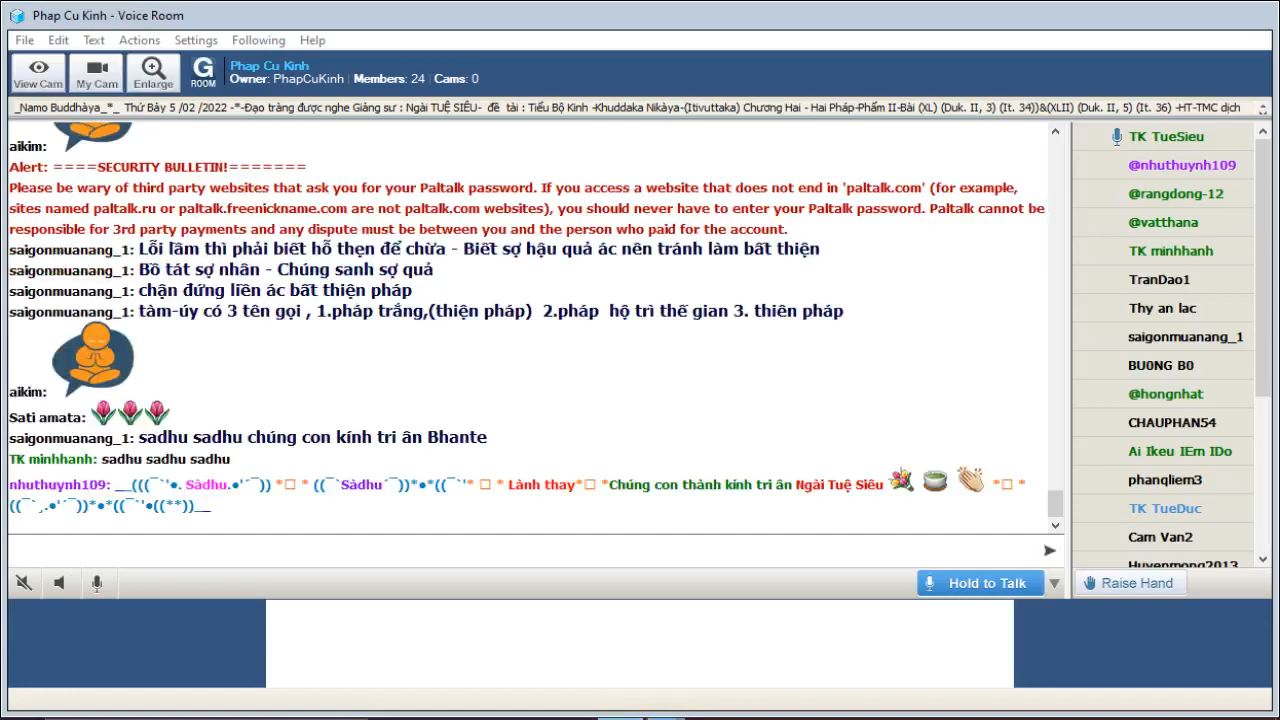 Phap Cu Kinh - Voice Room
File Edit Text Actions Settings Following Help
View Cam My Cam Enlarge G ROOM
Phap Cu Kinh
Owner: PhapCuKinh Members: 24 Cams: 0
_Namo Buddhàya_*_ Thứ Bảy 5 /02 /2022 -*-Đạo tràng được nghe Giảng sư : Ngài TUỆ SIÊU- đề tài : Tiểu Bộ Kinh -Khuddaka Nikàya-(Itivuttaka) Chương Hai - Hai Pháp-Phẩm II-Bài (XL) (Duk. II, 3) (It. 34))&(XLII) (Duk. II, 5) (It. 36) -HT-TMC dịch
aikim:
Alert: ====SECURITY BULLETIN!=======
Please be wary of third party websites that ask you for your Paltalk password. If you access a website that does not end in 'paltalk.com' (for example,
sites named paltalk.ru or paltalk.freenickname.com are not paltalk.com websites), you should never have to enter your Paltalk password. Paltalk cannot be
responsible for 3rd party payments and any dispute must be between you and the person who paid for the account.
saigonmuanang_1: Lỗi lầm thì phải biết hỗ thẹn để chừa - Biết sợ hậu quả ác nên tránh làm bất thiện
saigonmuanang_1: Bồ tát sợ nhân - Chúng sanh sợ quả
saigonmuanang_1: chận đứng liền ác bất thiện pháp
saigonmuanang_1: tàm-úy có 3 tên gọi , 1.pháp trắng,(thiện pháp) 2.pháp hộ trì thế gian 3. thiên pháp
aikim:
Sati amata:
saigonmuanang_1: sadhu sadhu chúng con kính tri ân Bhante
TK minhhanh: sadhu sadhu sadhu
nhuthuynh109: __(((¯`'•. Sàdhu.•'´¯)) *□ * ((¯`Sàdhu´¯))*•*((¯`'* □ * Lành thay*□ *Chúng con thành kính tri ân Ngài Tuệ Siêu *□ *
((¯`¸.•'´¯))*•*((¯`'•((**))__
Hold to Talk
TK TueSieu
@nhuthuynh109
@rangdong-12
@vatthana
TK minhhanh
TranDao1
Thy an lac
saigonmuanang_1
BU0NG B0
@hongnhat
CHAUPHAN54
Ai Ikeu IEm IDo
phanqliem3
TK TueDuc
Cam Van2
Huyenmong2013
Raise Hand